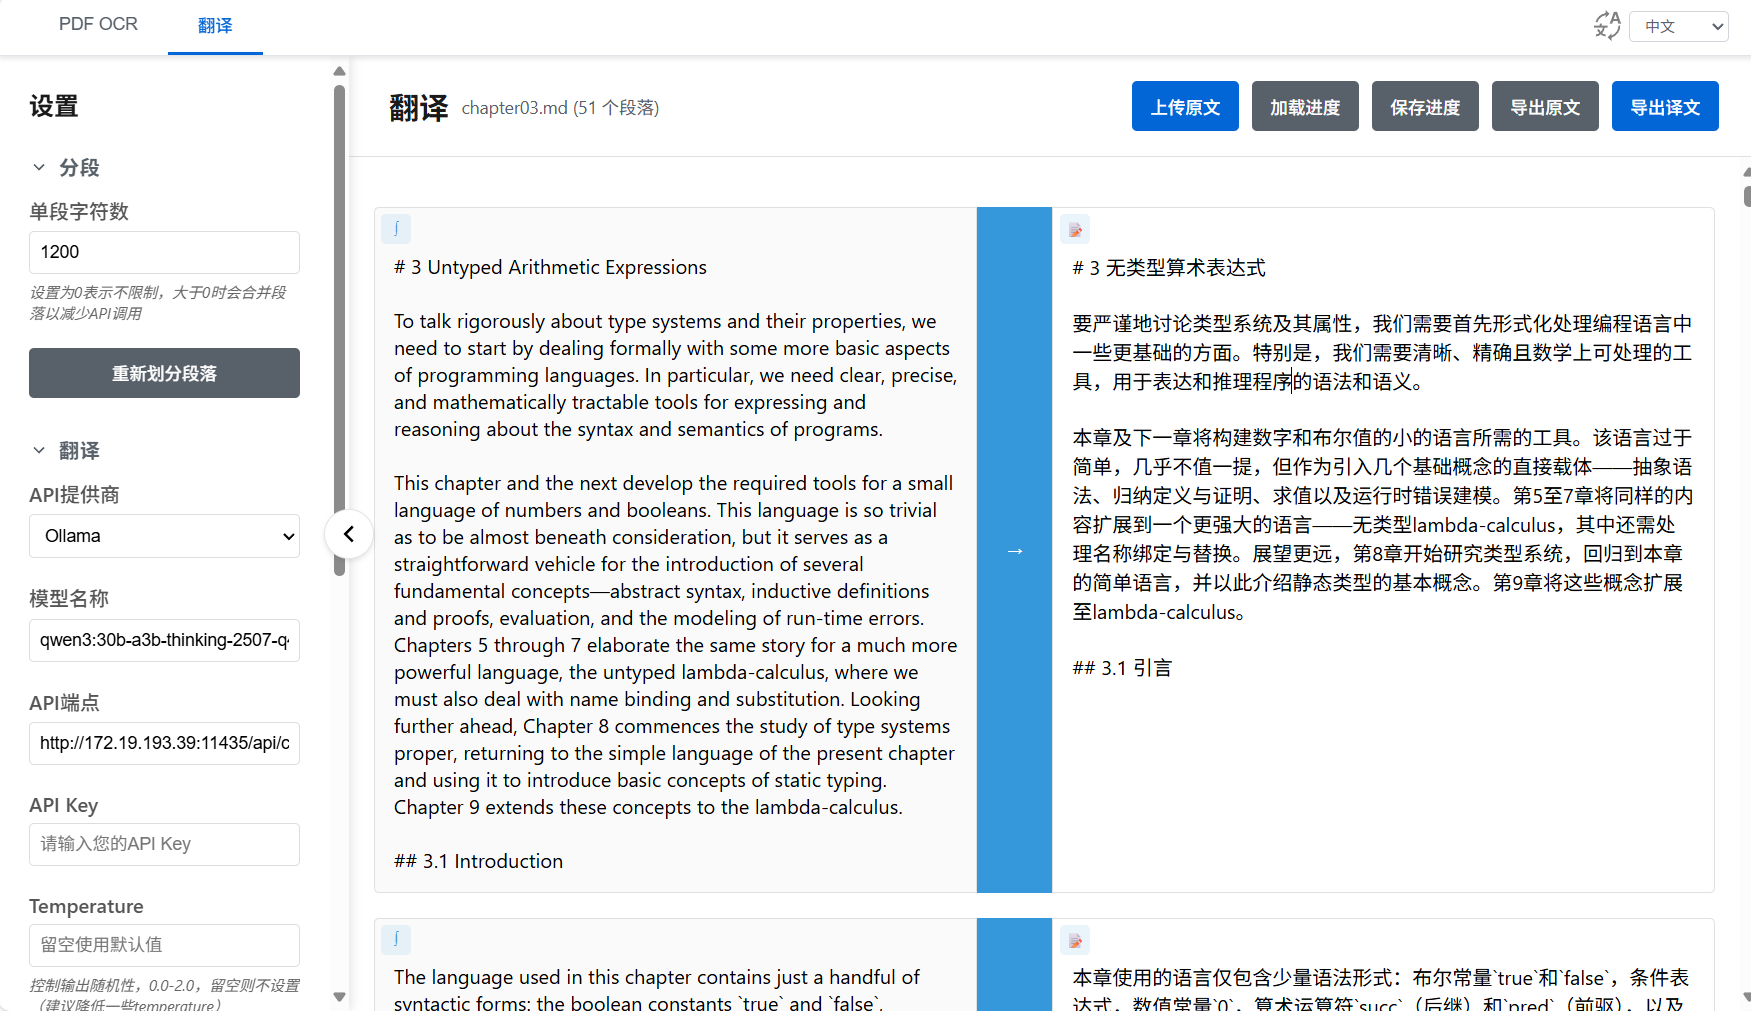 PDF OCR
翻译
中文
设置
分段
单段字符数
1200
设置为0表示不限制，大于0时会合并段
落以减少API调用
重新划分段落
翻译
API提供商
Ollama
模型名称
qwen3:30b-a3b-thinking-2507-q
API端点
http://172.19.193.39:11435/api/c
API Key
请输入您的API Key
Temperature
留空使用默认值
控制输出随机性，0.0-2.0，留空则不设置
（建议降低一些temperature）
翻译 chapter03.md (51 个段落)
上传原文
加载进度
保存进度
导出原文
导出译文
# 3 Untyped Arithmetic Expressions
To talk rigorously about type systems and their properties, we
need to start by dealing formally with some more basic aspects
of programming languages. In particular, we need clear, precise,
and mathematically tractable tools for expressing and
reasoning about the syntax and semantics of programs.
This chapter and the next develop the required tools for a small
language of numbers and booleans. This language is so trivial
as to be almost beneath consideration, but it serves as a
straightforward vehicle for the introduction of several
fundamental concepts—abstract syntax, inductive definitions
and proofs, evaluation, and the modeling of run-time errors.
Chapters 5 through 7 elaborate the same story for a much more
powerful language, the untyped lambda-calculus, where we
must also deal with name binding and substitution. Looking
further ahead, Chapter 8 commences the study of type systems
proper, returning to the simple language of the present chapter
and using it to introduce basic concepts of static typing.
Chapter 9 extends these concepts to the lambda-calculus.
## 3.1 Introduction
→
# 3 无类型算术表达式
要严谨地讨论类型系统及其属性，我们需要首先形式化处理编程语言中
一些更基础的方面。特别是，我们需要清晰、精确且数学上可处理的工
具，用于表达和推理程序的语法和语义。
本章及下一章将构建数字和布尔值的小的语言所需的工具。该语言过于
简单，几乎不值一提，但作为引入几个基础概念的直接载体——抽象语
法、归纳定义与证明、求值以及运行时错误建模。第5至7章将同样的内
容扩展到一个更强大的语言——无类型lambda-calculus，其中还需处
理名称绑定与替换。展望更远，第8章开始研究类型系统，回归到本章
的简单语言，并以此介绍静态类型的基本概念。第9章将这些概念扩展
至lambda-calculus。
## 3.1 引言
The language used in this chapter contains just a handful of
syntactic forms: the boolean constants `true` and `false`,
本章使用的语言仅包含少量语法形式：布尔常量`true`和`false`，条件表
达式，数值常量`0`，算术运算符`succ`（后继）和`pred`（前驱），以及